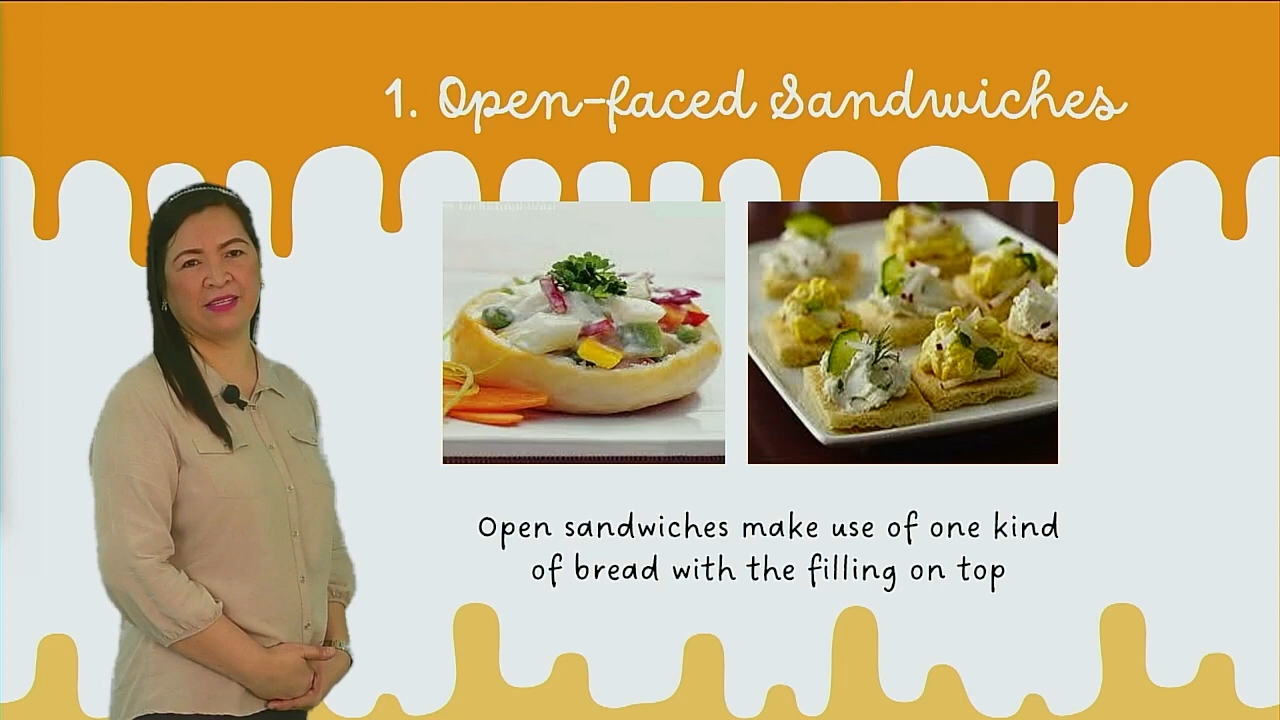 1. Open-faced Sandwiches
Open sandwiches make use of one kind
of bread with the filling on top